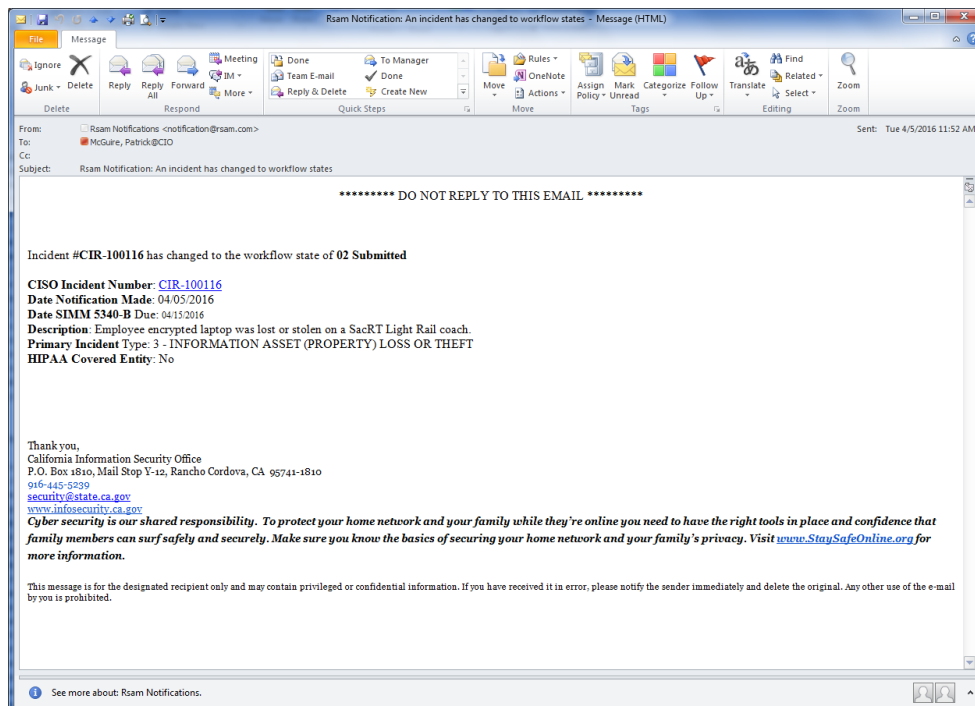 Rsam Notification: An incident has changed to workflow states - Message (HTML)
File Message
Ignore
Junk
Delete
Delete
Reply
Reply All
Forward
Meeting
IM
More
Respond
Done
Team E-mail
Reply & Delete
To Manager
Done
Create New
Quick Steps
Move
Rules
OneNote
Actions
Move
Assign Policy
Mark Unread
Categorize
Follow Up
Tags
Translate
Find
Related
Select
Editing
Zoom
Zoom
From: Rsam Notifications <notification@rsam.com> Sent: Tue 4/5/2016 11:52 AM
To: McGuire, Patrick@CIO
Cc:
Subject: Rsam Notification: An incident has changed to workflow states
********* DO NOT REPLY TO THIS EMAIL *********
Incident #CIR-100116 has changed to the workflow state of 02 Submitted
CISO Incident Number: CIR-100116
Date Notification Made: 04/05/2016
Date SIMM 5340-B Due: 04/15/2016
Description: Employee encrypted laptop was lost or stolen on a SacRT Light Rail coach.
Primary Incident Type: 3 - INFORMATION ASSET (PROPERTY) LOSS OR THEFT
HIPAA Covered Entity: No
Thank you,
California Information Security Office
P.O. Box 1810, Mail Stop Y-12, Rancho Cordova, CA 95741-1810
916-445-5239
security@state.ca.gov
www.infosecurity.ca.gov
Cyber security is our shared responsibility. To protect your home network and your family while they're online you need to have the right tools in place and confidence that
family members can surf safely and securely. Make sure you know the basics of securing your home network and your family's privacy. Visit www.StaySafeOnline.org for
more information.
This message is for the designated recipient only and may contain privileged or confidential information. If you have received it in error, please notify the sender immediately and delete the original. Any other use of the e-mail
by you is prohibited.
See more about: Rsam Notifications.